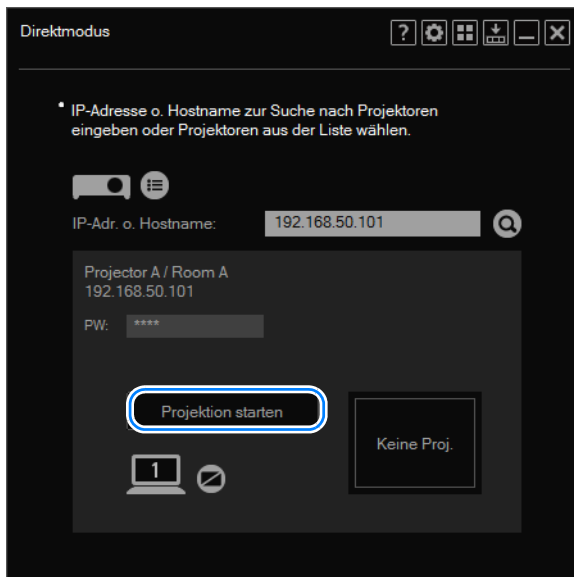 Direktmodus
IP-Adresse o. Hostname zur Suche nach Projektoren
eingeben oder Projektoren aus der Liste wählen.
IP-Adr. o. Hostname: 192.168.50.101
Projector A / Room A
192.168.50.101
PW: ****
Projektion starten
Keine Proj.
1